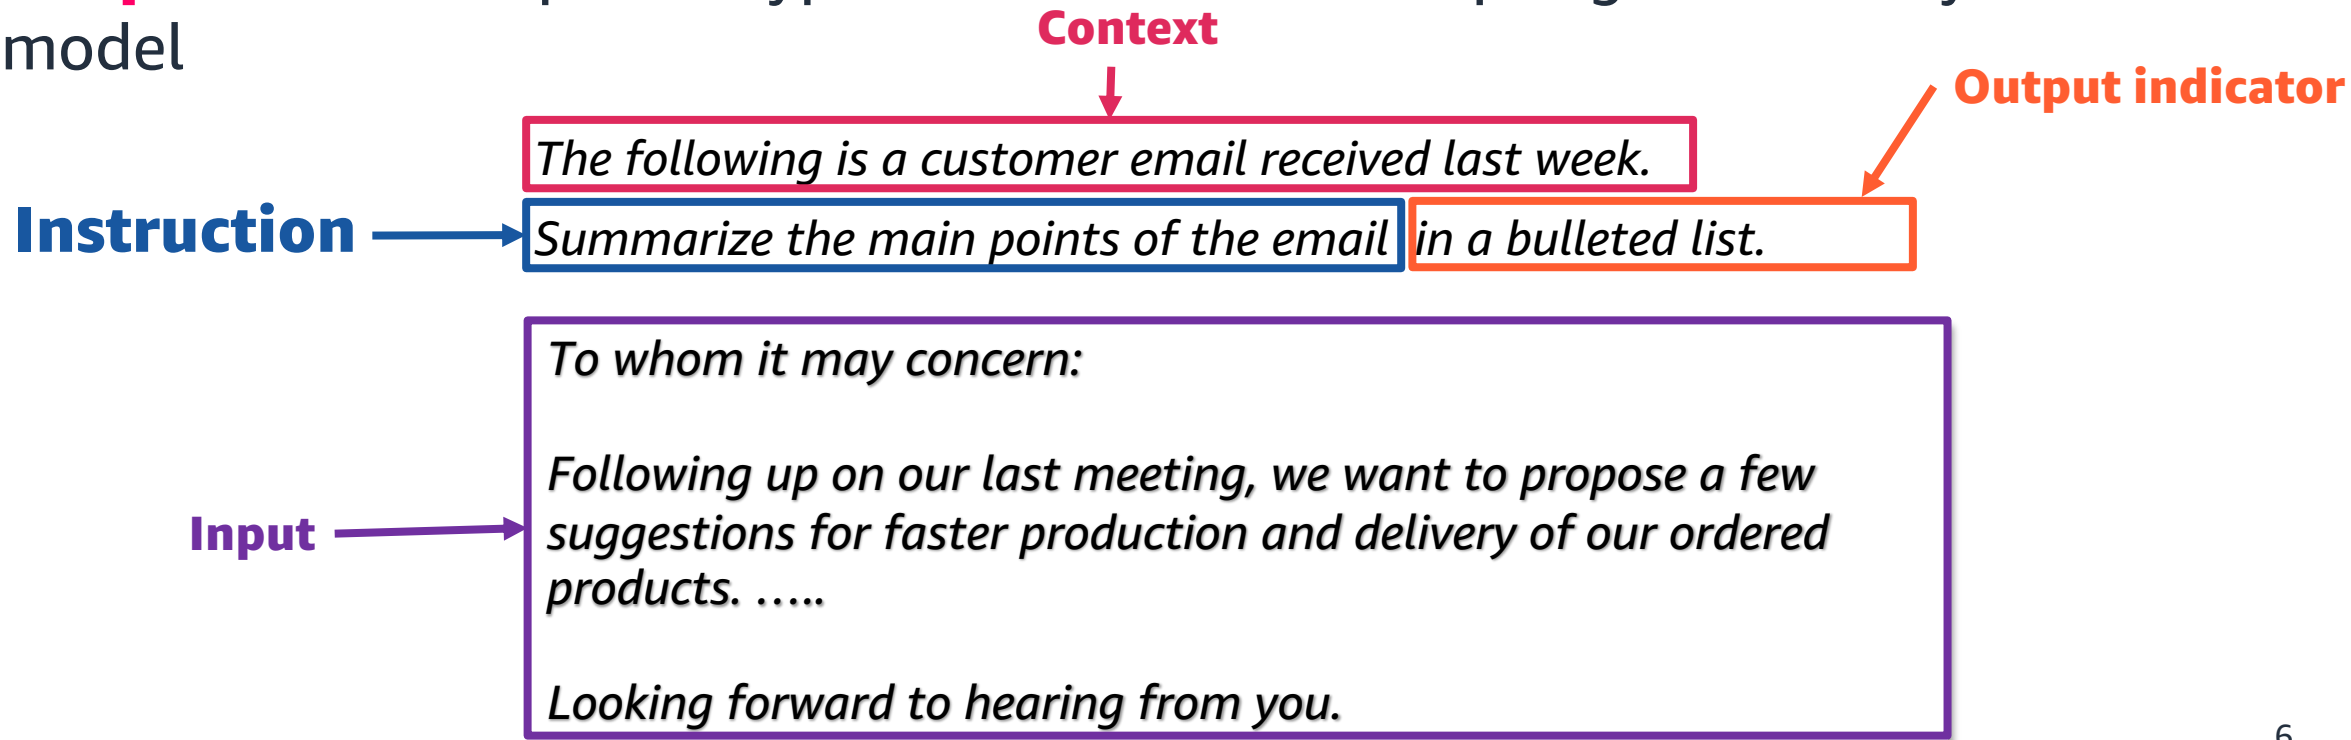 model
Context
Output indicator
The following is a customer email received last week.
Instruction
Summarize the main points of the email in a bulleted list.
To whom it may concern:
Following up on our last meeting, we want to propose a few
suggestions for faster production and delivery of our ordered
Input
products. …..
Looking forward to hearing from you.
6